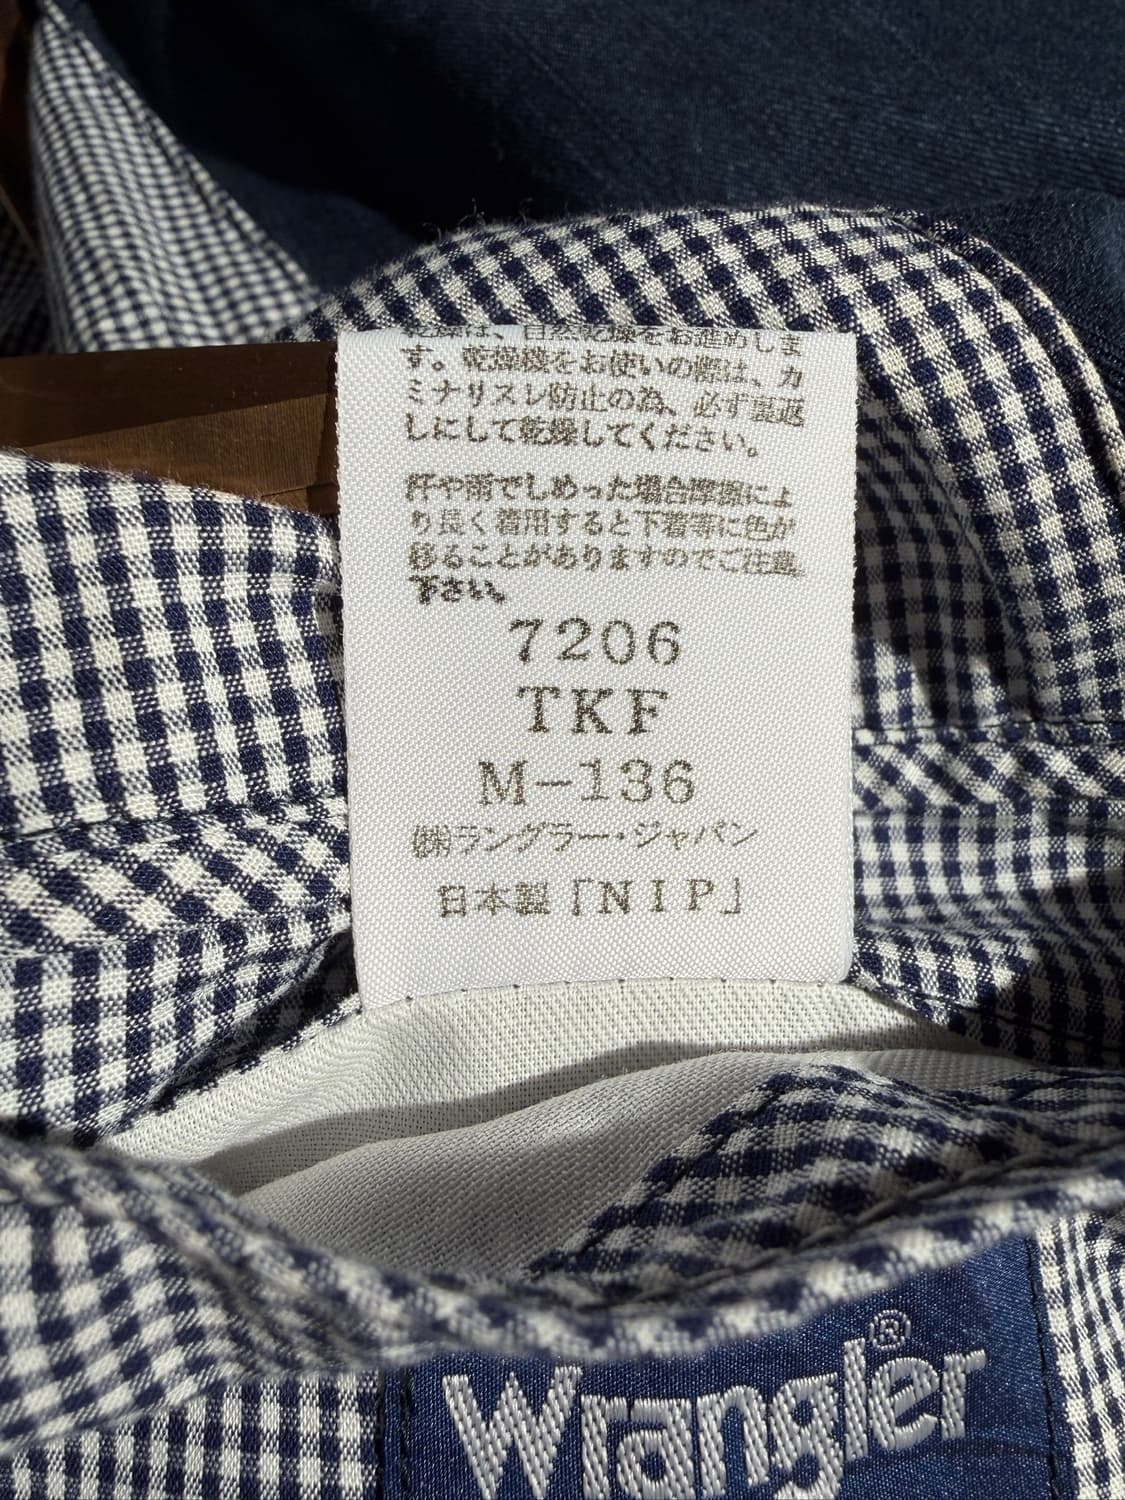 乾燥は、自然乾燥をお進めしま
す。乾燥機をお使いの際は、カ
ミナリスレ防止の為、必ず裏返
しにして乾燥してください。
汗や雨でしめった場合摩擦によ
り長く着用すると下着等に色が
移ることがありますのでご注意
下さい。
7206
TKF
M-136
㈱ラングラー・ジャパン
日本製「NIP」
Wrangler®